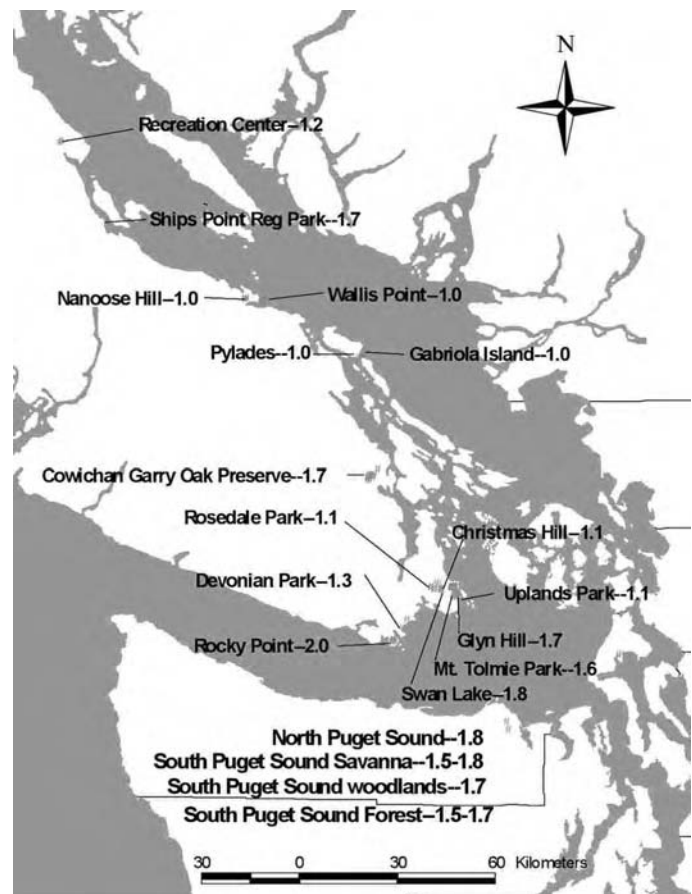 N
Recreation Center--1.2
Ships Point Reg Park--1.7
Nanoose Hill--1.0
Wallis Point--1.0
Pylades--1.0
Gabriola Island--1.0
Cowichan Garry Oak Preserve--1.7
Rosedale Park--1.1
Christmas Hill--1.1
Devonian Park--1.3
Uplands Park--1.1
Rocky Point--2.0
Glyn Hill--1.7
Mt. Tolmie Park--1.6
Swan Lake--1.8
North Puget Sound--1.8
South Puget Sound Savanna--1.5-1.8
South Puget Sound woodlands--1.7
South Puget Sound Forest--1.5-1.7
30 0 30 60 Kilometers